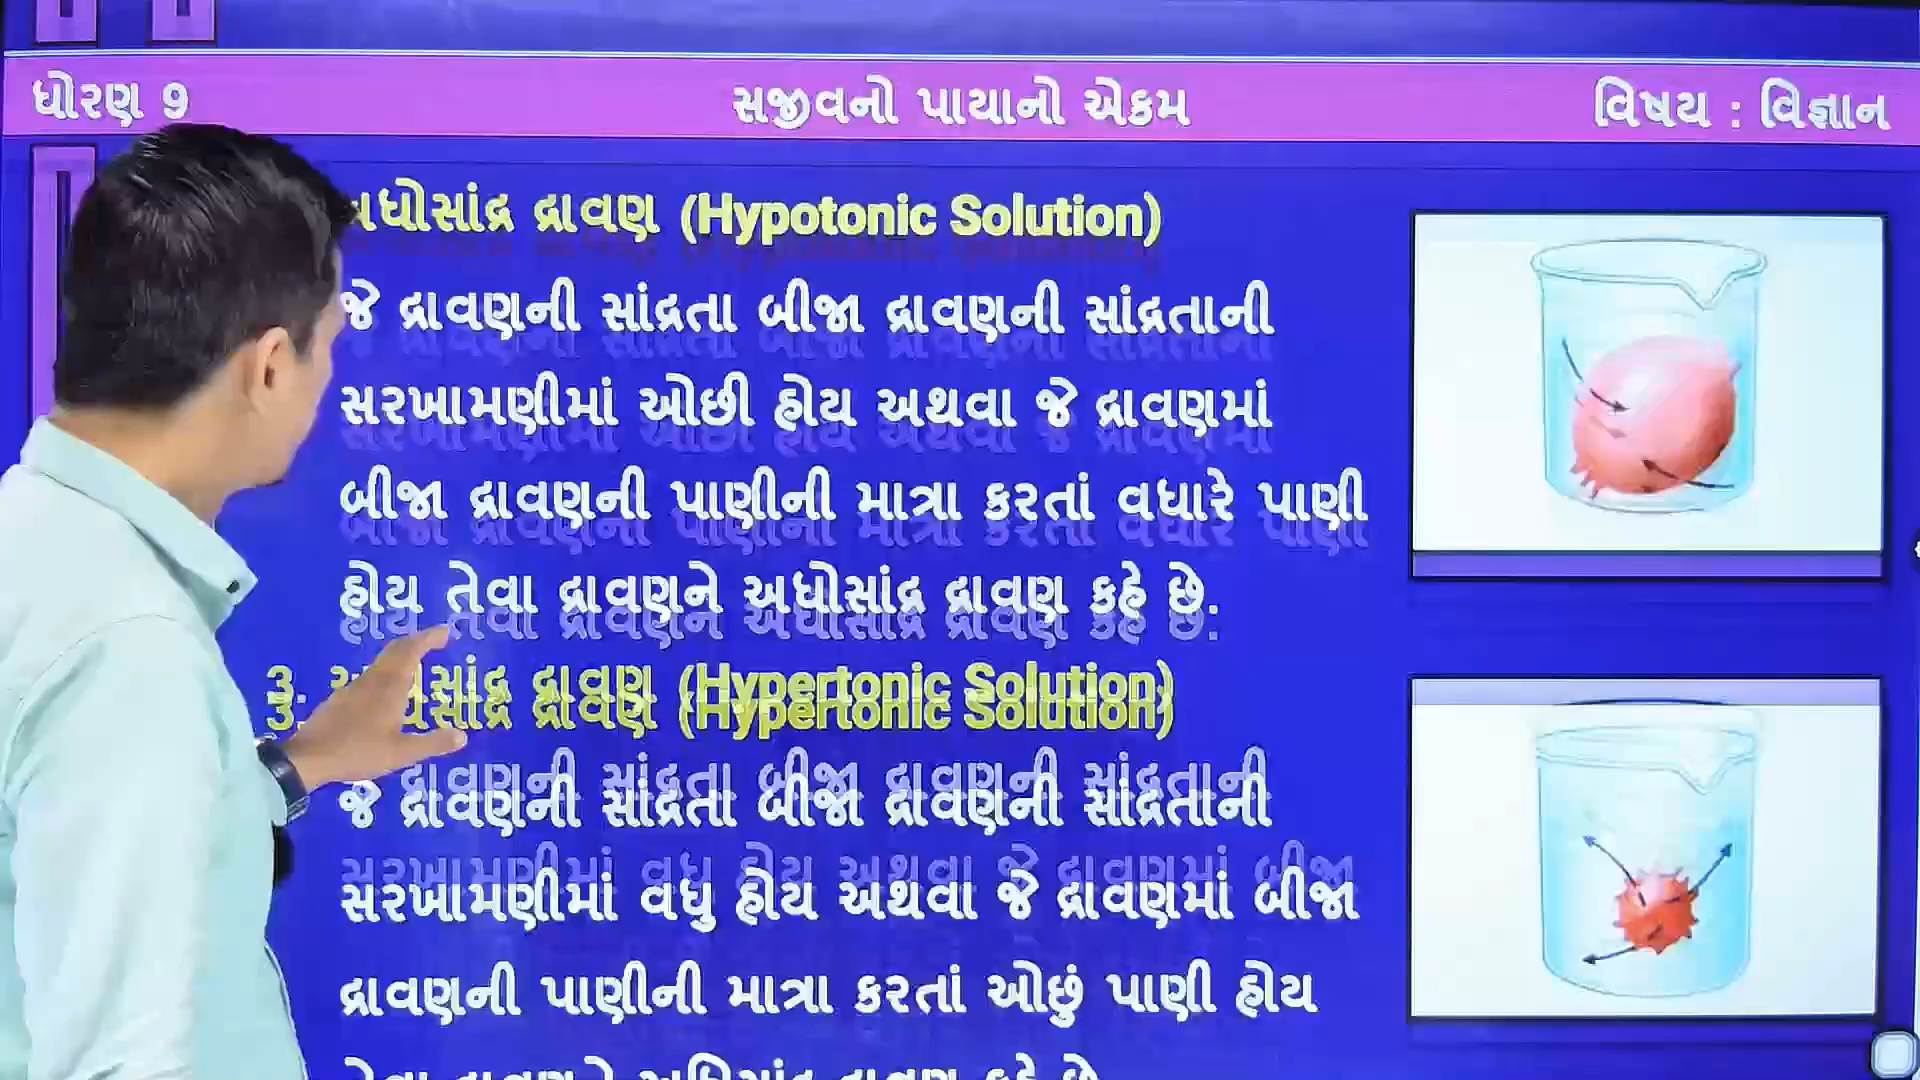 ધોરણ 9
સજીવનો પાયાનો એકમ
વિષય : વિજ્ઞાન
દ્રાવણ (Hypotonic Solution)
જે દ્રાવણની સાંદ્રતા બીજા દ્રાવણની સાંદ્રતાની
સરખામણીમાં ઓછી હોય અથવા જે દ્રાવણમાં
બીજા દ્રાવણની પાણીની માત્રા કરતાં વધારે પાણી
હોય તેવા દ્રાવણને અધોસાંદ્ર દ્રાવણ કહે છે.
3. દ્રાવણ (Hypertonic Solution)
જે દ્રાવણની સાંદ્રતા બીજા દ્રાવણની સાંદ્રતાની
સરખામણીમાં વધુ હોય અથવા જે દ્રાવણમાં બીજા
દ્રાવણની પાણીની માત્રા કરતાં ઓછું પાણી હોય